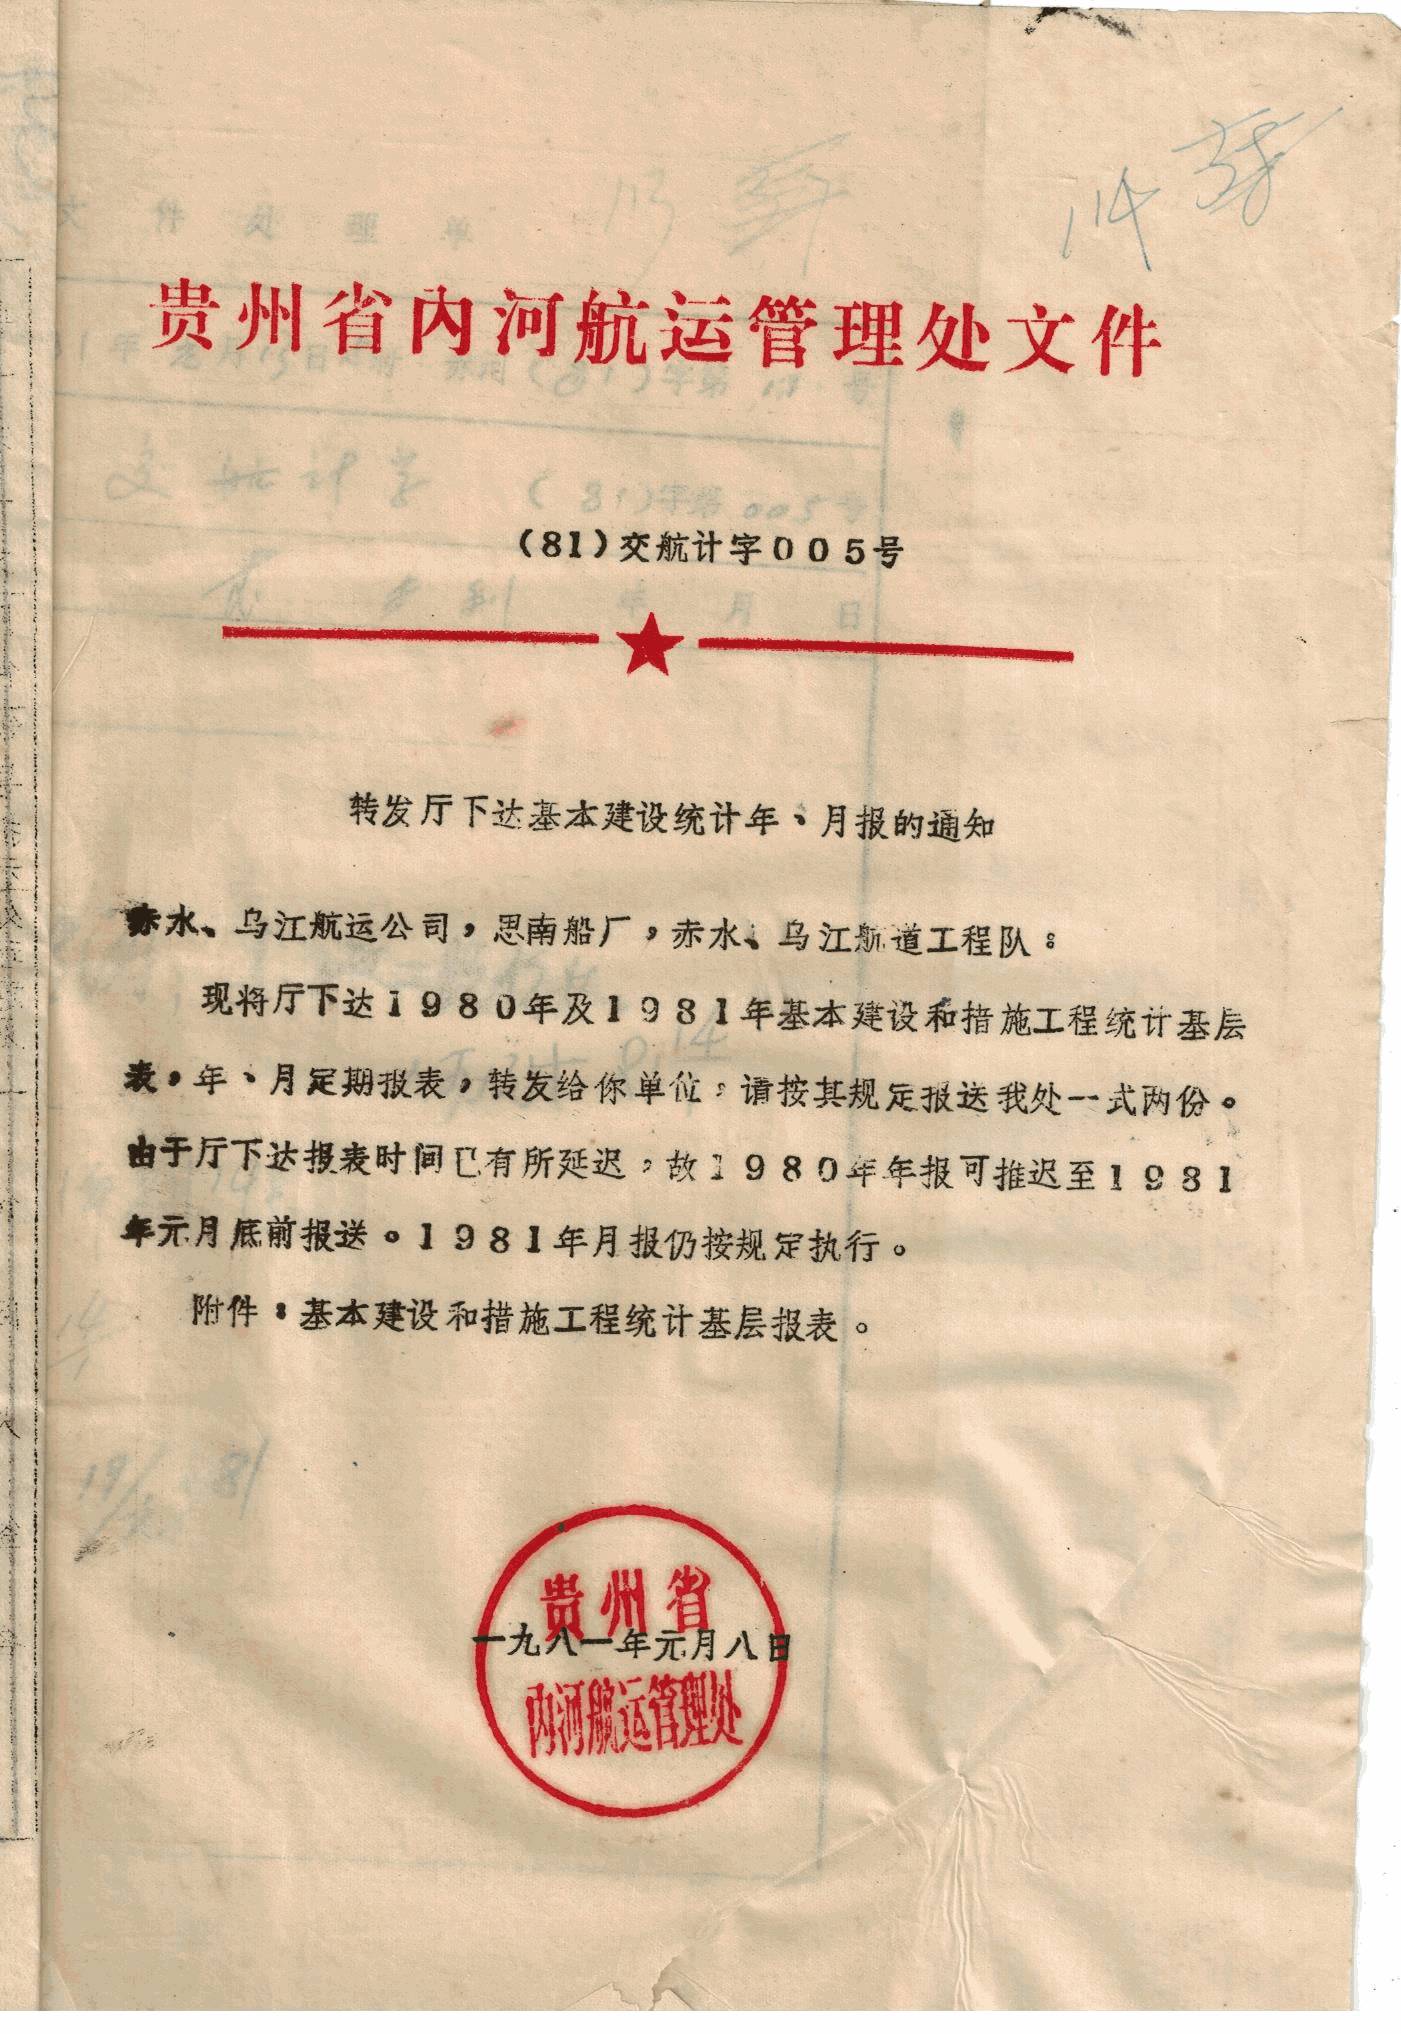 114
贵州省内河航运管理处文件
(81)交航计字005号
转发厅下达基本建设统计年、月报的通知
赤水、乌江航运公司，思南船厂，赤水、乌江航道工程队：
现将厅下达1980年及1981年基本建设和措施工程统计基层
表，年、月定期报表，转发给你单位，请按其规定报送我处一式两份。
由于厅下达报表时间已有所延迟，故1980年年报可推迟至1981
年元月底前报送。1981年月报仍按规定执行。
附件：基本建设和措施工程统计基层报表。
贵州省
一九八一年元月八日
内河航运管理处